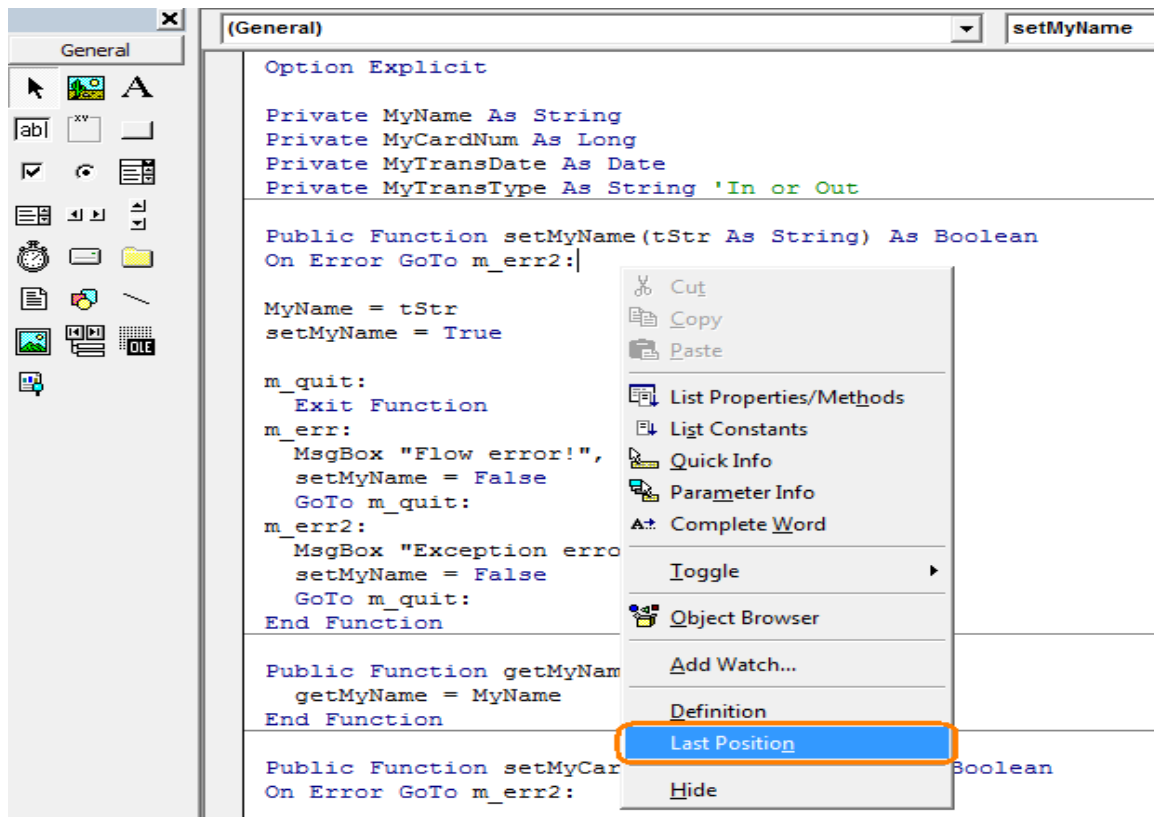 General
A
abl
xv
OLE
(General)
setMyName
Option Explicit
Private MyName As String
Private MyCardNum As Long
Private MyTransDate As Date
Private MyTransType As String 'In or Out
Public Function setMyName(tStr As String) As Boolean
On Error GoTo m_err2:
MyName = tStr
setMyName = True
m_quit:
Exit Function
m_err:
MsgBox "Flow error!",
setMyName = False
GoTo m_quit:
m_err2:
MsgBox "Exception erro
setMyName = False
GoTo m_quit:
End Function
Public Function getMyNam
getMyName = MyName
End Function
Public Function setMyCar
Boolean
On Error GoTo m_err2:
Cut
Copy
Paste
List Properties/Methods
List Constants
Quick Info
Parameter Info
A
Complete Word
Toggle
Object Browser
Add Watch...
Definition
Last Position
Hide